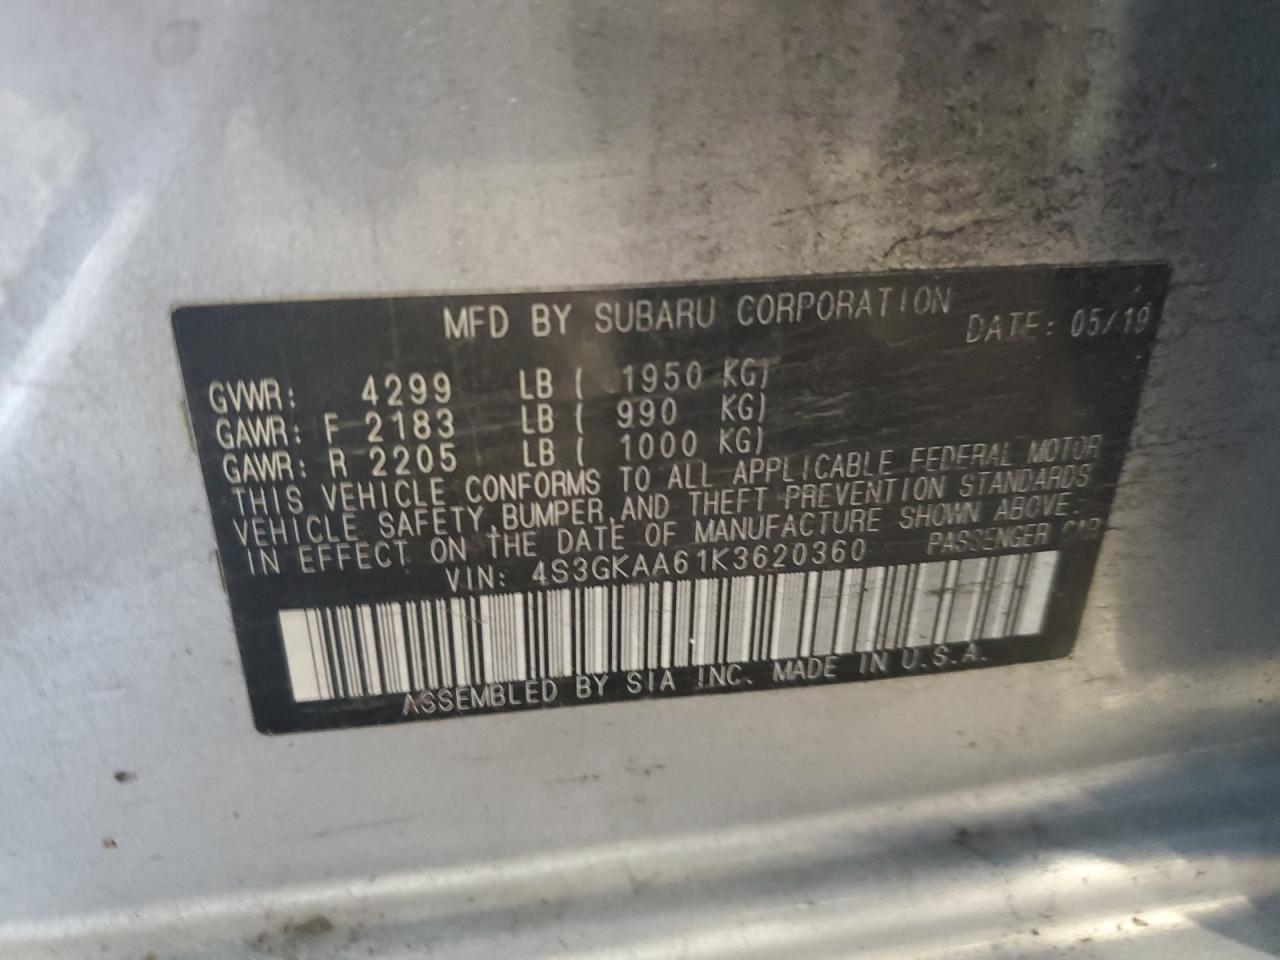 MFD BY SUBARU CORPORATION
DATE: 05/19
GVWR: 4299 LB ( 1950 KG)
GAWR: F 2183 LB ( 990 KG)
GAWR: R 2205 LB ( 1000 KG)
THIS VEHICLE CONFORMS TO ALL APPLICABLE FEDERAL MOTOR
VEHICLE SAFETY, BUMPER, AND THEFT PREVENTION STANDARDS
IN EFFECT ON THE DATE OF MANUFACTURE SHOWN ABOVE.
VIN: 4S3GKAA61K3620360 PASSENGER CAR
ASSEMBLED BY SIA INC. MADE IN U.S.A.